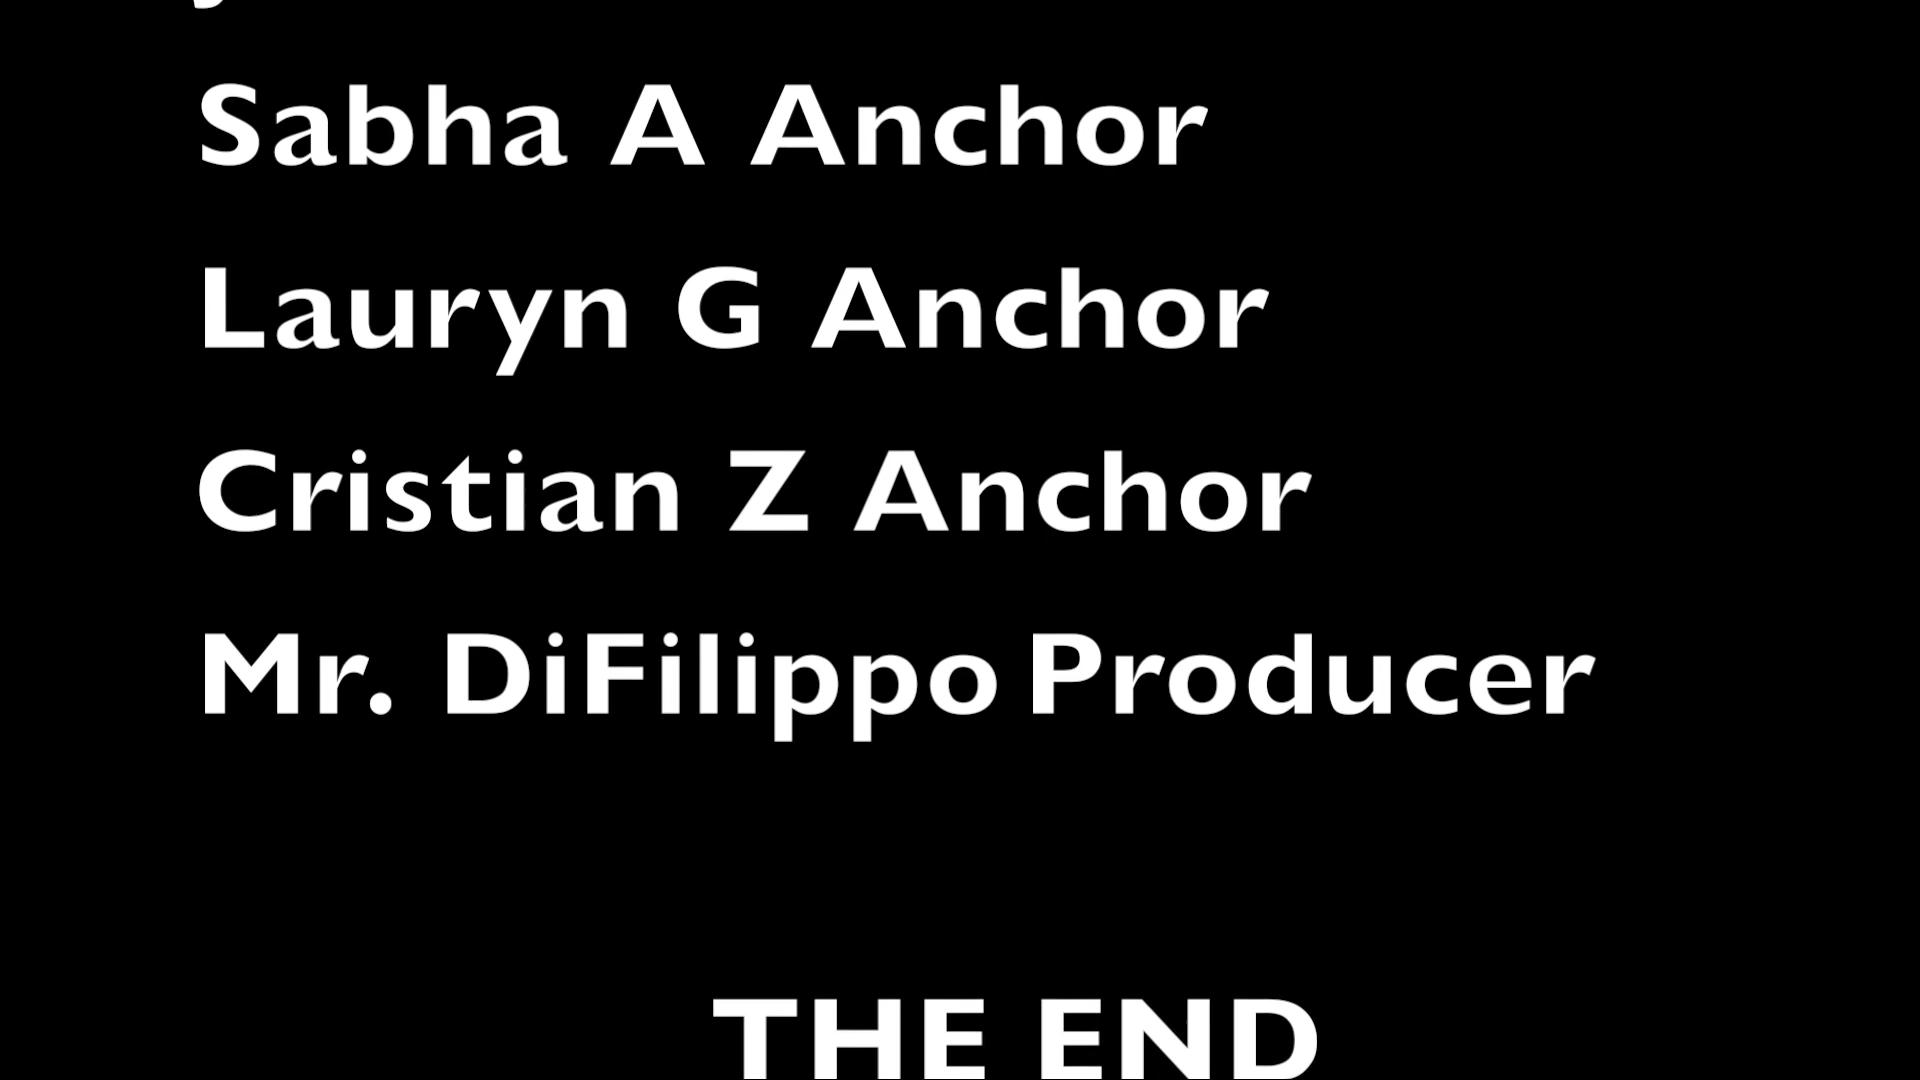 Sabha A Anchor
Lauryn G Anchor
Cristian Z Anchor
Mr. DiFilippo Producer
THE END